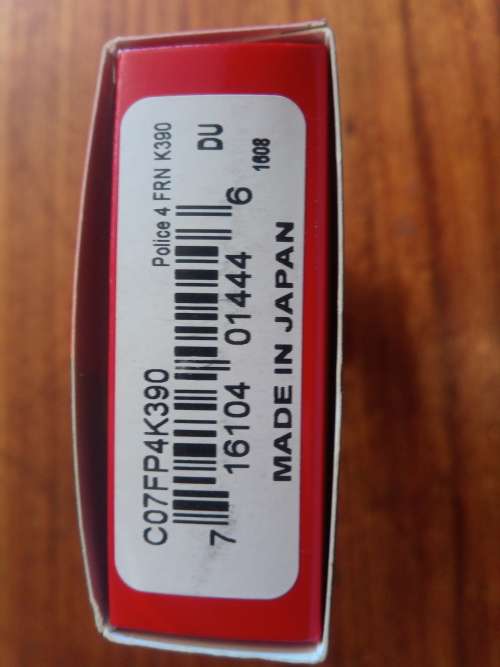 Police 4 FRN K390
C07FP4K390
DU
7 16104 01444 6
1608
MADE IN JAPAN